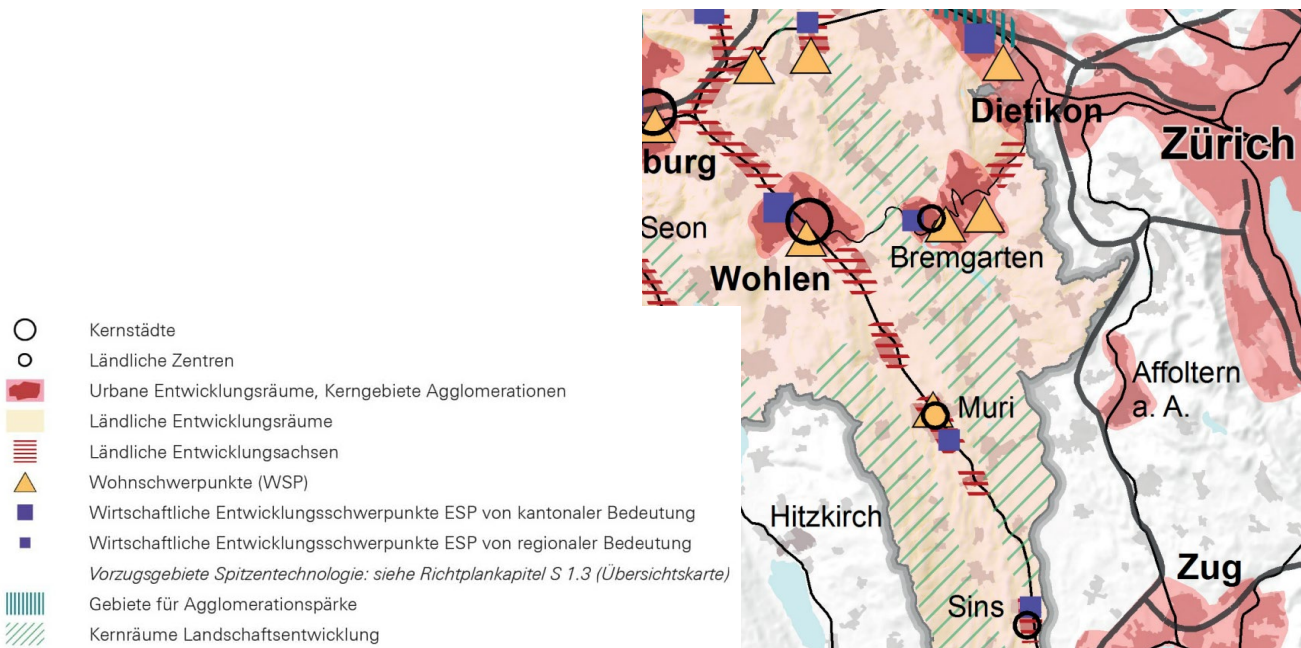 Kernstädte
Ländliche Zentren
Urbane Entwicklungsräume, Kerngebiete Agglomerationen
Ländliche Entwicklungsräume
Ländliche Entwicklungsachsen
Wohnschwerpunkte (WSP)
Wirtschaftliche Entwicklungsschwerpunkte ESP von kantonaler Bedeutung
Wirtschaftliche Entwicklungsschwerpunkte ESP von regionaler Bedeutung
Vorzugsgebiete Spitzentechnologie: siehe Richtplankapitel S 1.3 (Übersichtskarte)
Gebiete für Agglomerationspärke
Kernräume Landschaftsentwicklung
Dietikon
Zürich
burg
Seon
Bremgarten
Wohlen
Affoltern
a. A.
Muri
Hitzkirch
Zug
Sins